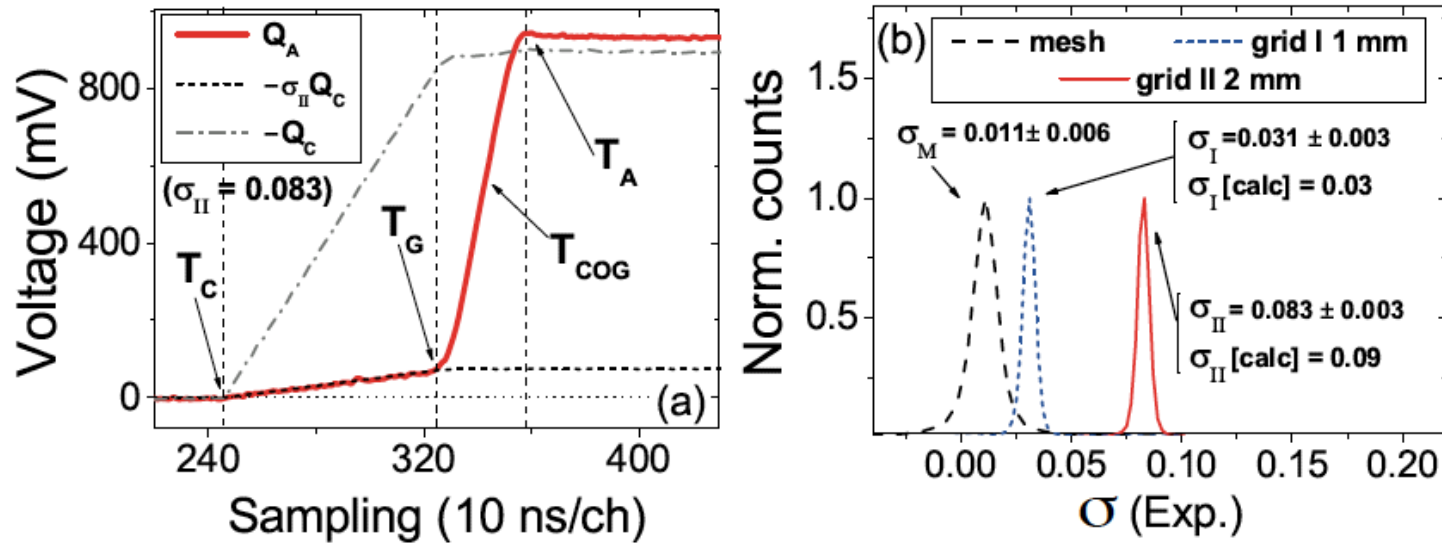 Q_A
−σ_II Q_C
−Q_C
(σ_II = 0.083)
T_C
T_G
T_A
T_COG
(a)
Voltage (mV)
800
400
0
240
320
400
Sampling (10 ns/ch)
(b)
mesh
grid I 1 mm
grid II 2 mm
σ_M = 0.011± 0.006
σ_I =0.031 ± 0.003
σ_I [calc] = 0.03
σ_II = 0.083 ± 0.003
σ_II [calc] = 0.09
Norm. counts
1.5
1.0
0.5
0.00
0.05
0.10
0.15
0.20
σ (Exp.)